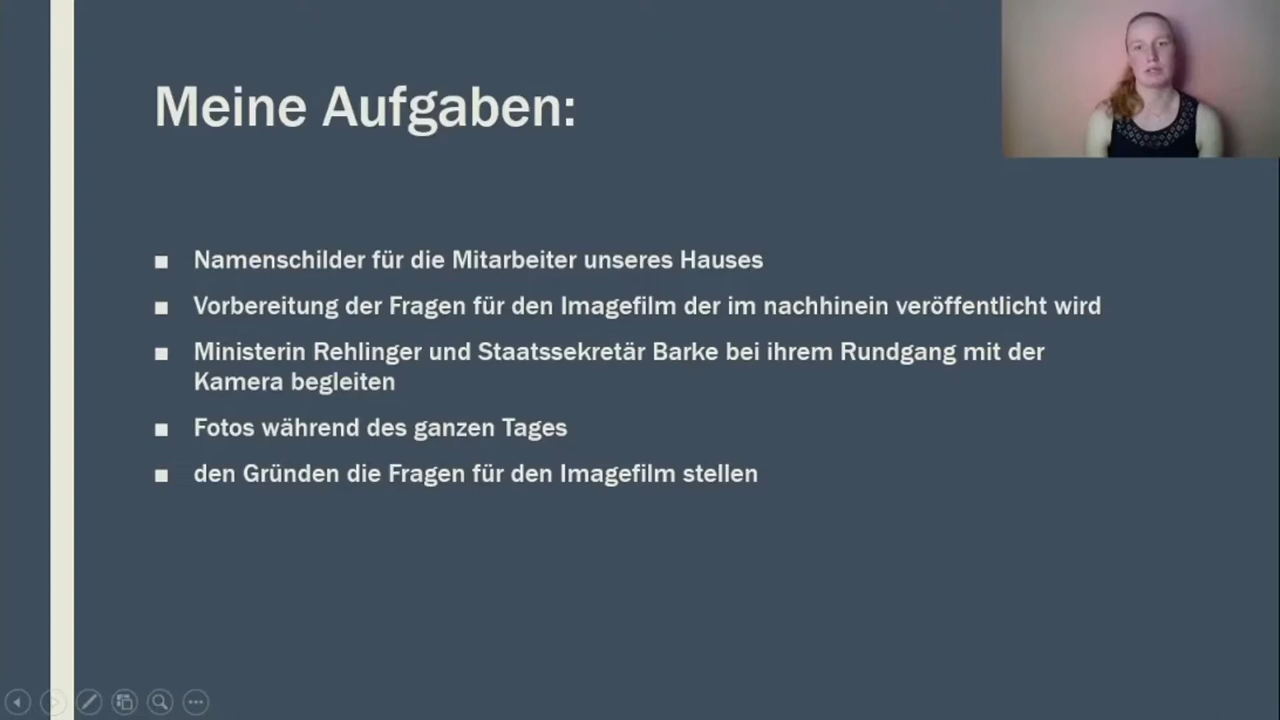 Meine Aufgaben:
Namenschilder für die Mitarbeiter unseres Hauses
Vorbereitung der Fragen für den Imagefilm der im nachhinein veröffentlicht wird
Ministerin Rehlinger und Staatssekretär Barke bei ihrem Rundgang mit der
Kamera begleiten
Fotos während des ganzen Tages
den Gründen die Fragen für den Imagefilm stellen